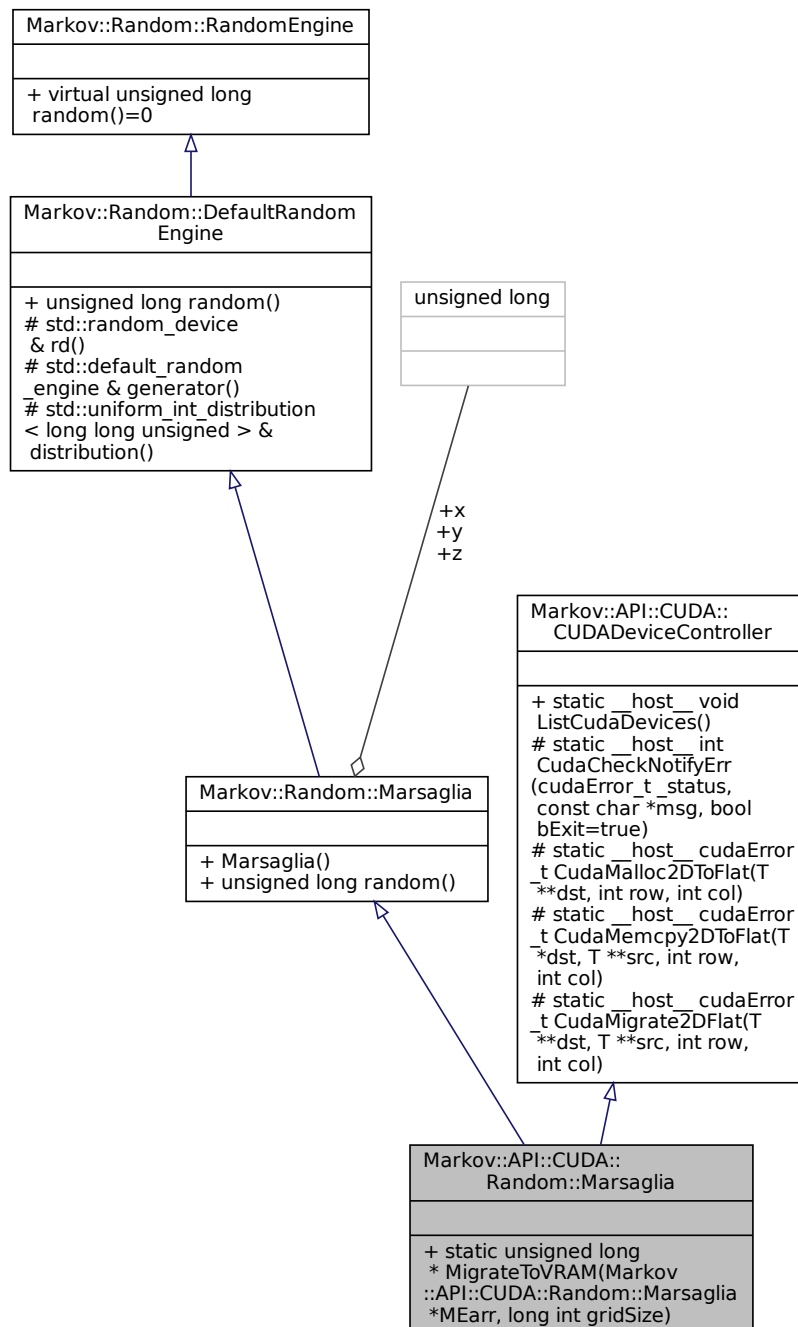 Markov::Random::RandomEngine
+ virtual unsigned long
random()=0
Markov::Random::DefaultRandom
Engine
+ unsigned long random()
# std::random_device
& rd()
# std::default_random
_engine & generator()
# std::uniform_int_distribution
< long long unsigned > &
distribution()
unsigned long
+x
+y
+z
Markov::API::CUDA::
CUDADeviceController
+ static __host__ void
ListCudaDevices()
# static __host__ int
CudaCheckNotifyErr
(cudaError_t _status,
const char *msg, bool
bExit=true)
# static __host__ cudaError
_t CudaMalloc2DToFlat(T
**dst, int row, int col)
# static __host__ cudaError
_t CudaMemcpy2DToFlat(T
*dst, T **src, int row,
int col)
# static __host__ cudaError
_t CudaMigrate2DFlat(T
**dst, T **src, int row,
int col)
Markov::Random::Marsaglia
+ Marsaglia()
+ unsigned long random()
Markov::API::CUDA::
Random::Marsaglia
+ static unsigned long
* MigrateToVRAM(Markov
::API::CUDA::Random::Marsaglia
*MEarr, long int gridSize)